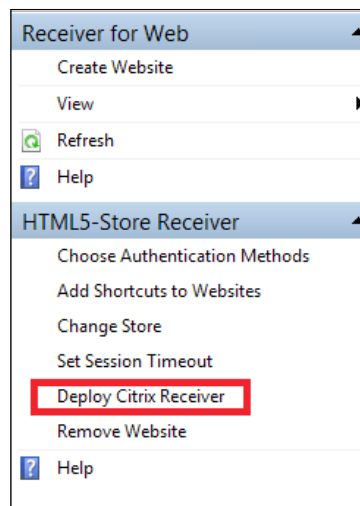 Receiver for Web
Create Website
View
Refresh
Help
HTML5-Store Receiver
Choose Authentication Methods
Add Shortcuts to Websites
Change Store
Set Session Timeout
Deploy Citrix Receiver
Remove Website
Help